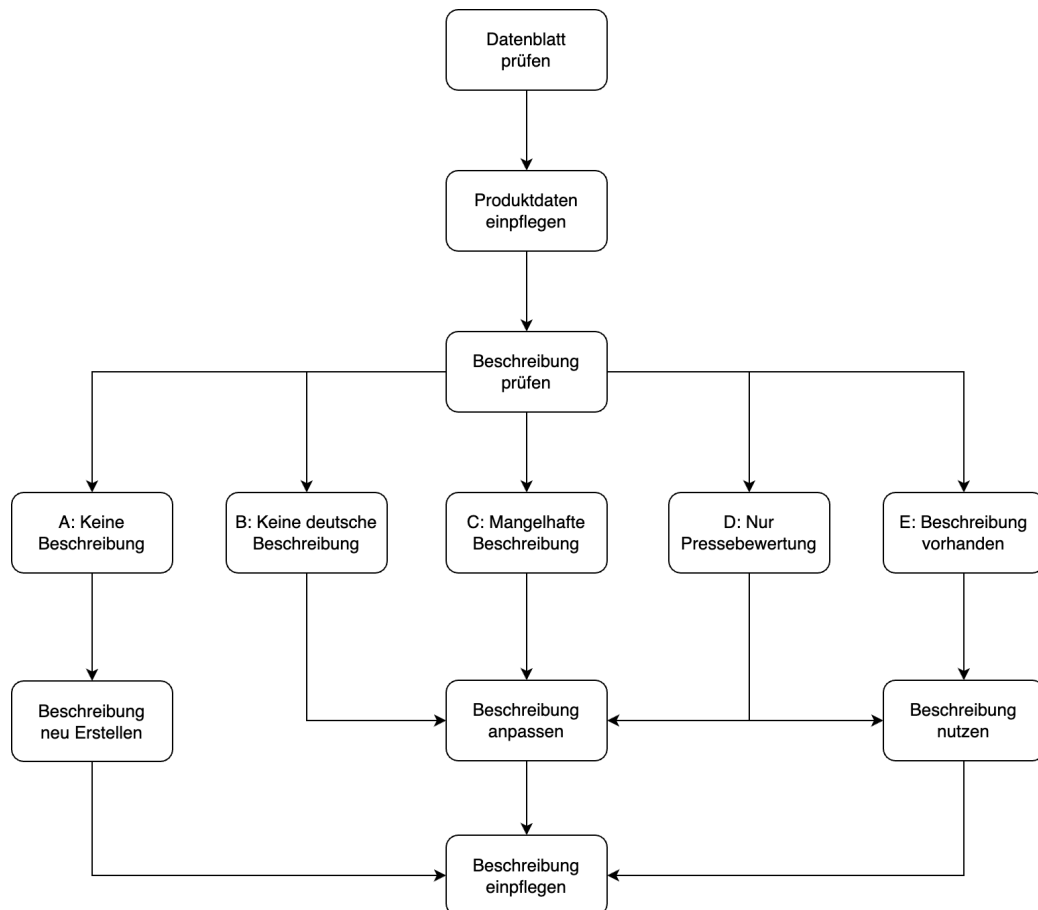 Datenblatt
prüfen
Produktdaten
einpflegen
Beschreibung
prüfen
A: Keine
Beschreibung
B: Keine deutsche
Beschreibung
C: Mangelhafte
Beschreibung
D: Nur
Pressebewertung
E: Beschreibung
vorhanden
Beschreibung
neu Erstellen
Beschreibung
anpassen
Beschreibung
nutzen
Beschreibung
einpflegen